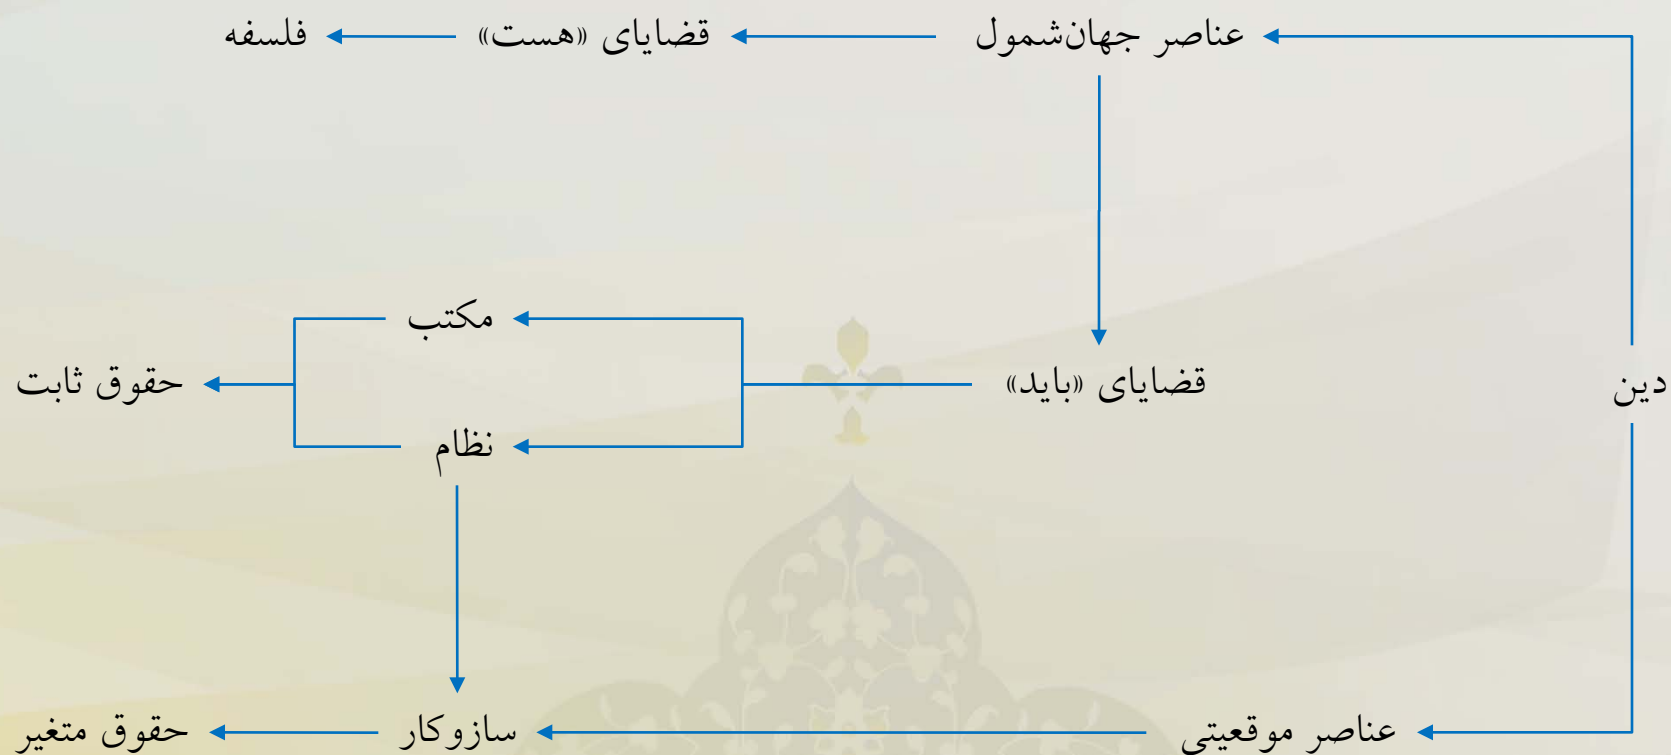 عناصر جهان‌شمول قضایای «هست» فلسفه
مکتب
دین قضایای «باید» حقوق ثابت
نظام
عناصر موقعیتی سازوکار حقوق متغیر